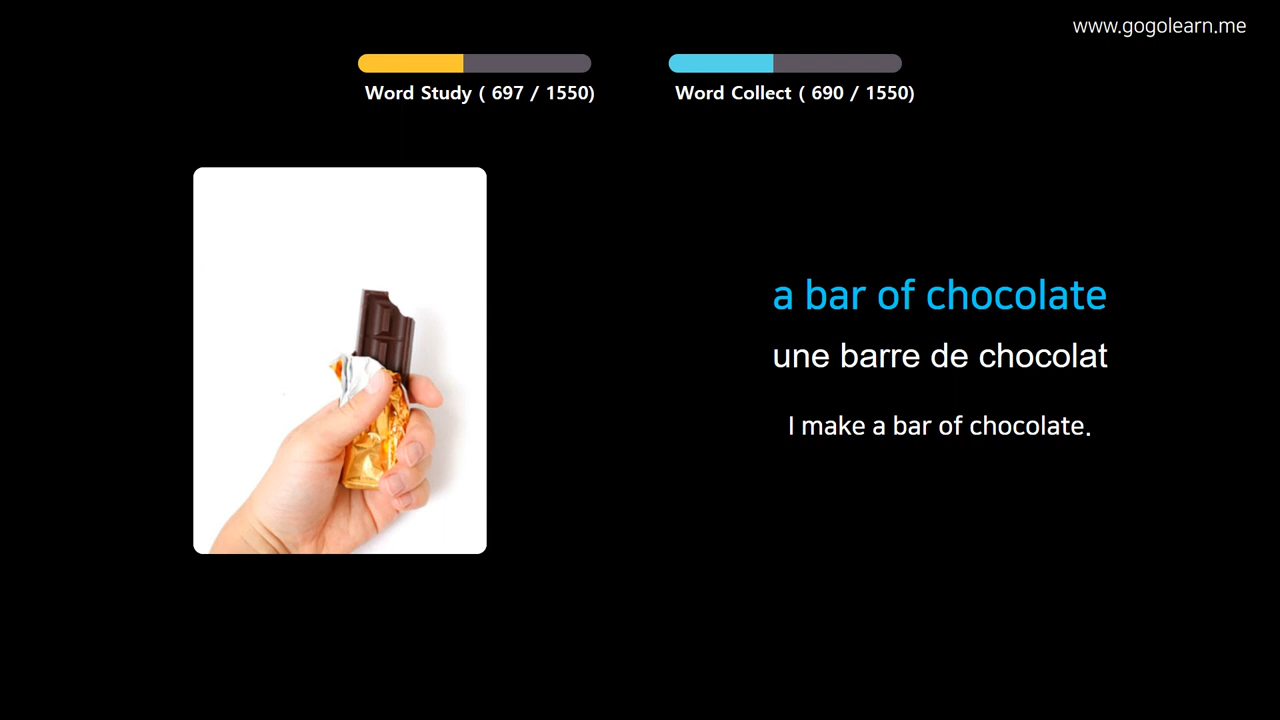 www.gogolearn.me
Word Study ( 697 / 1550)
Word Collect ( 690 / 1550)
a bar of chocolate
une barre de chocolat
I make a bar of chocolate.